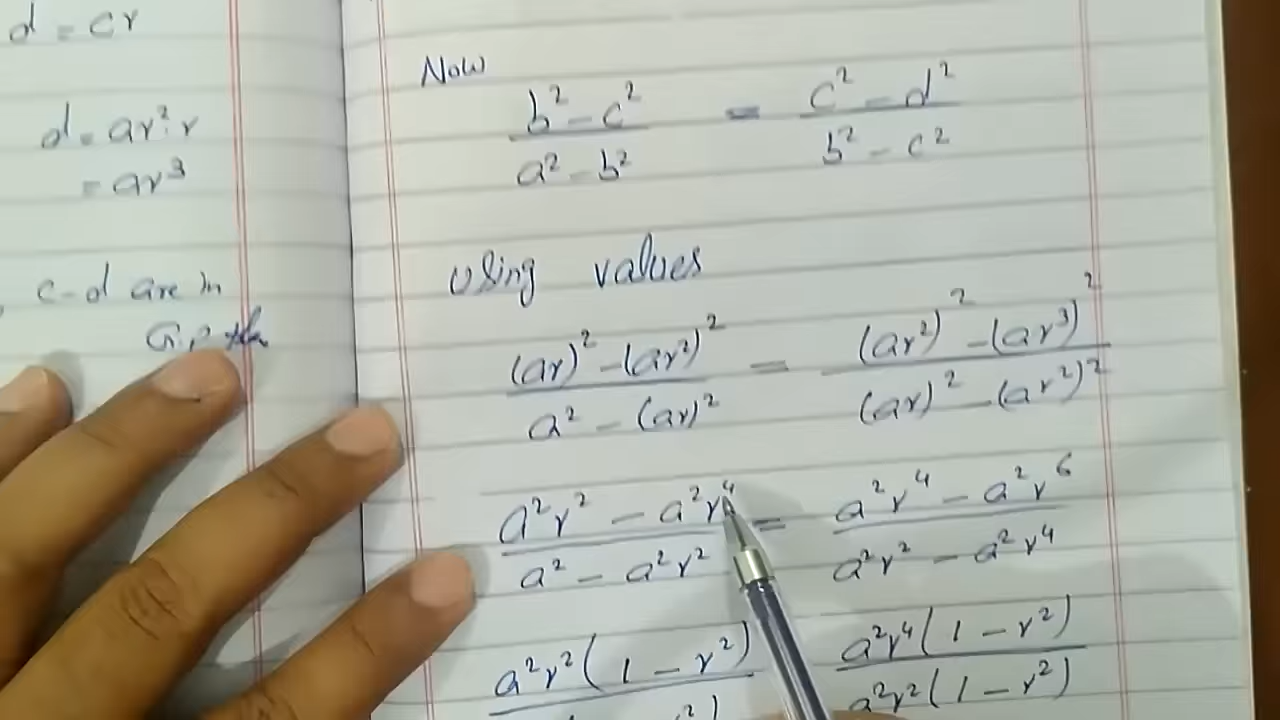 d = cr
d = ar².r
= ar³
c-d are in
G.P
Now
b² - c² = c² - d²
a² - b² b² - c²
Using values
(ar)² - (ar²)² = (ar²)² - (ar³)²
a² - (ar)² (ar)² - (ar²)²
a²r² - a²r⁴ = a²r⁴ - a²r⁶
a² - a²r² a²r² - a²r⁴
a²r²(1 - r²) a²r⁴(1 - r²)
a²r²(1 - r²)